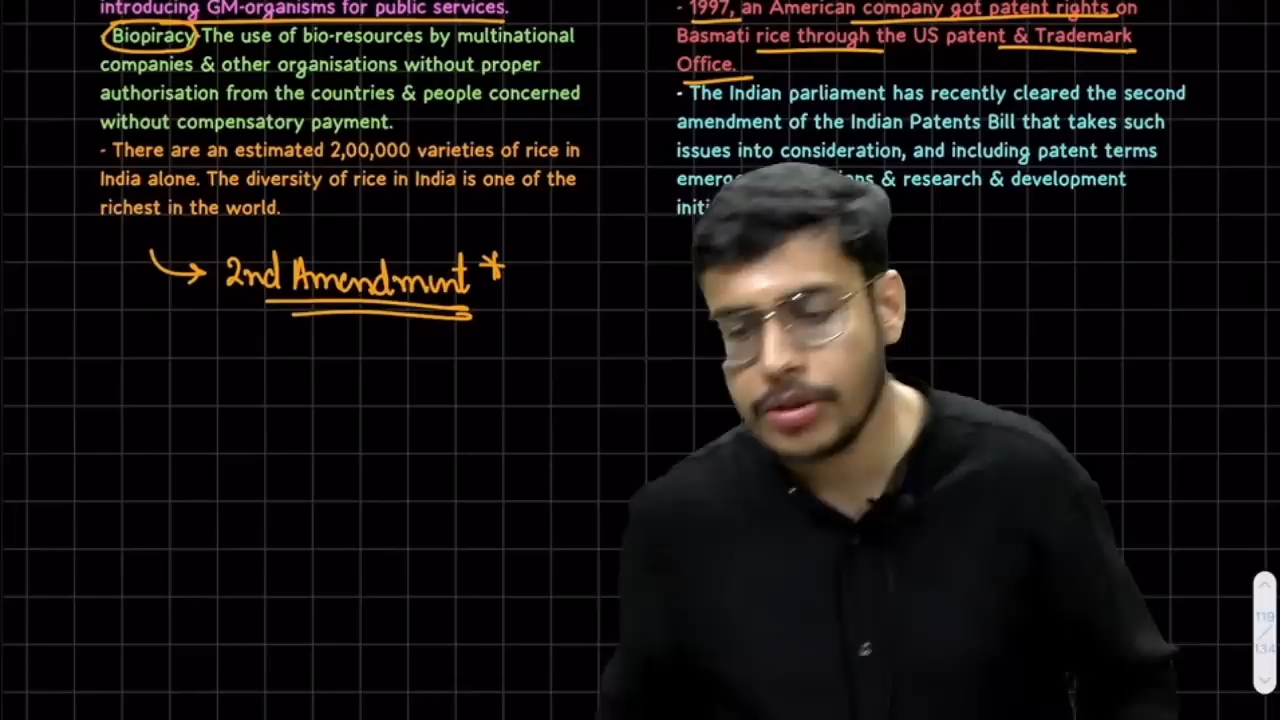 introducing GM-organisms for public services.
Biopiracy-The use of bio-resources by multinational
companies & other organisations without proper
authorisation from the countries & people concerned
without compensatory payment.
- There are an estimated 2,00,000 varieties of rice in
India alone. The diversity of rice in India is one of the
richest in the world.
2nd Amendment *
- 1997, an American company got patent rights on
Basmati rice through the US patent & Trademark
Office.
- The Indian parliament has recently cleared the second
amendment of the Indian Patents Bill that takes such
issues into consideration, and including patent terms
& research & development
119
134